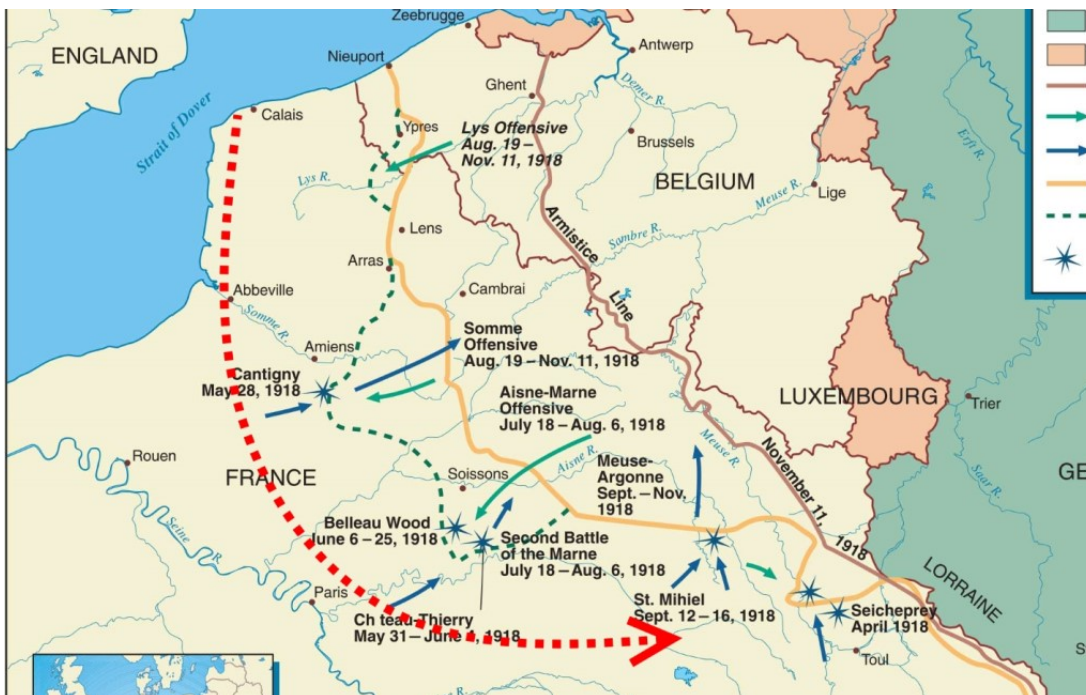 Zeebrugge
ENGLAND
Nieuport
Antwerp
Ghent
Demer R.
Strait of Dover
Calais
Ypres
Lys Offensive
Aug. 19 –
Nov. 11, 1918
Brussels
Erft R.
BELGIUM
Lys R.
Meuse R.
Lige
Lens
Armistice
Sambre R.
Arras
Abbeville
Cambrai
Line
Somme R.
Somme
Offensive
Aug. 19 – Nov. 11, 1918
Amiens
Cantigny
May 28, 1918
Aisne-Marne
Offensive
July 18 – Aug. 6, 1918
LUXEMBOURG
Trier
Meuse R.
Rouen
FRANCE
Soissons
Aisne R.
Meuse-
Argonne
Sept. – Nov.
1918
November 11,
1918
Saar R.
GE
Seine R.
Belleau Wood
June 6 – 25, 1918
Second Battle
of the Marne
July 18 – Aug. 6, 1918
LORRAINE
Paris
Ch teau-Thierry
May 31 – June , 1918
St. Mihiel
Sept. 12 – 16, 1918
Seicheprey
April 1918
Toul
S